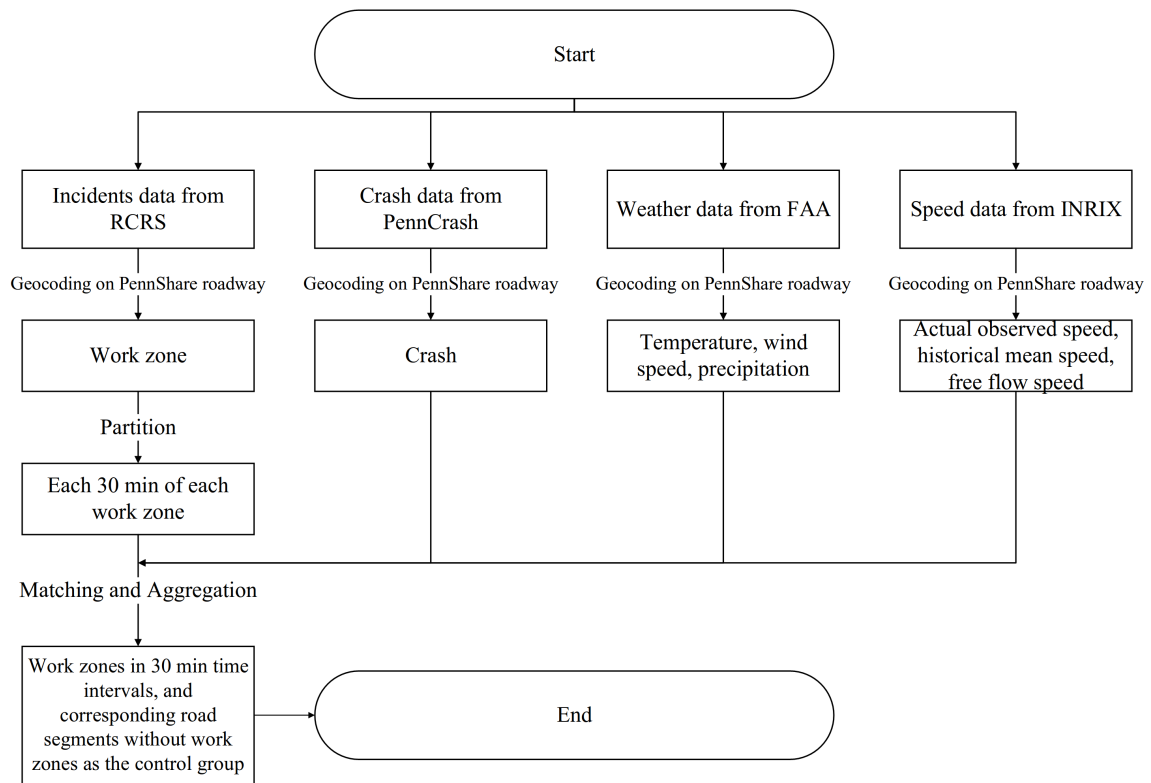 Start
Incidents data from
RCRS
Crash data from
PennCrash
Weather data from FAA
Speed data from INRIX
Geocoding on PennShare roadway
Geocoding on PennShare roadway
Geocoding on PennShare roadway
Geocoding on PennShare roadway
Work zone
Crash
Temperature, wind
speed, precipitation
Actual observed speed,
historical mean speed,
free flow speed
Partition
Each 30 min of each
work zone
Matching and Aggregation
Work zones in 30 min time
intervals, and
corresponding road
segments without work
zones as the control group
End